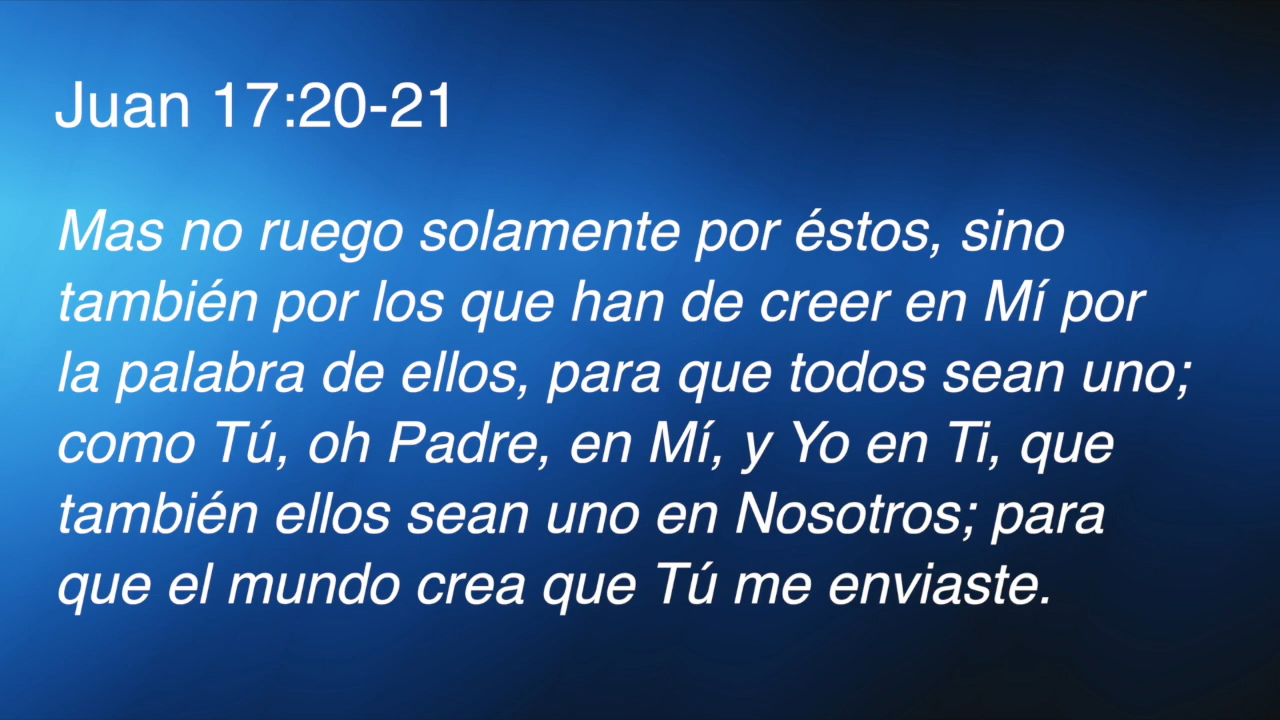 Juan 17:20-21
Mas no ruego solamente por éstos, sino
también por los que han de creer en Mí por
la palabra de ellos, para que todos sean uno;
como Tú, oh Padre, en Mí, y Yo en Ti, que
también ellos sean uno en Nosotros; para
que el mundo crea que Tú me enviaste.